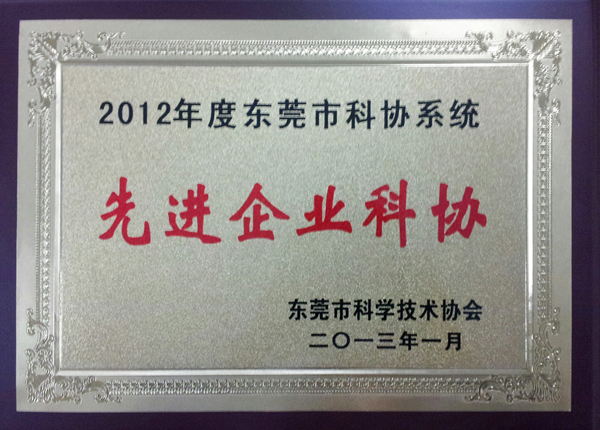 2012年度东莞市科协系统
先进企业科协
东莞市科学技术协会
二〇一三年一月